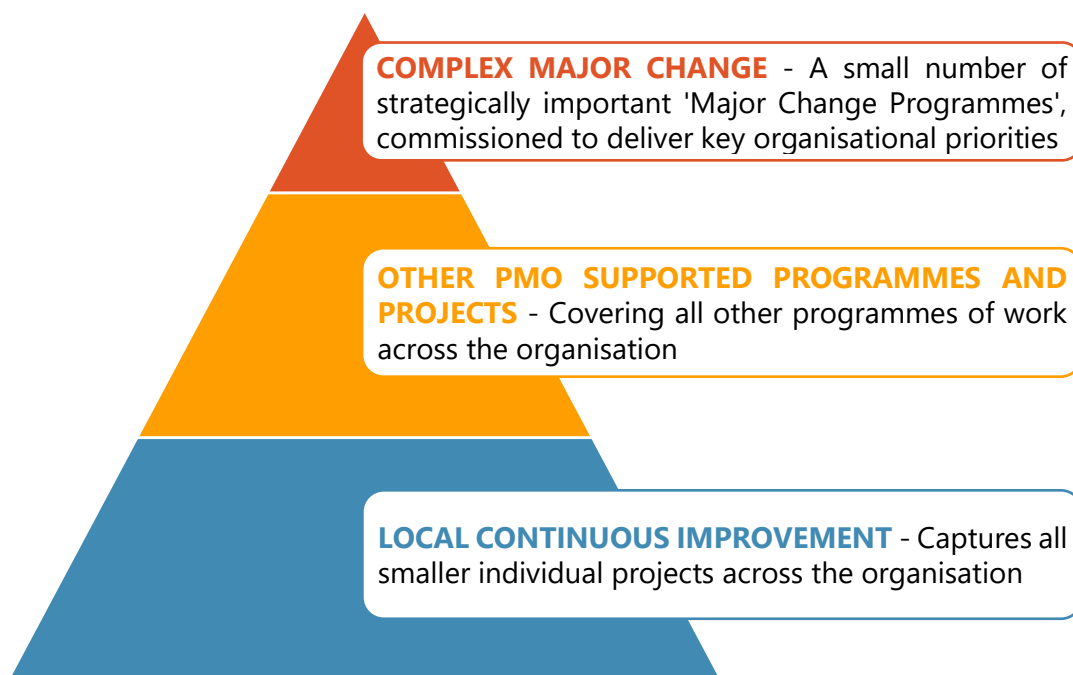 COMPLEX MAJOR CHANGE - A small number of
strategically important 'Major Change Programmes',
commissioned to deliver key organisational priorities
OTHER PMO SUPPORTED PROGRAMMES AND
PROJECTS - Covering all other programmes of work
across the organisation
LOCAL CONTINUOUS IMPROVEMENT - Captures all
smaller individual projects across the organisation